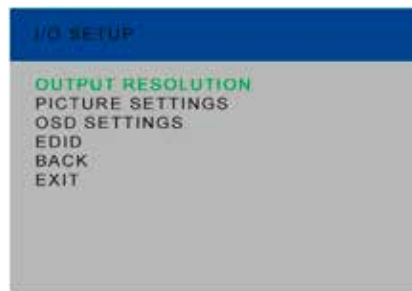 I/O SETUP
OUTPUT RESOLUTION
PICTURE SETTINGS
OSD SETTINGS
EDID
BACK
EXIT